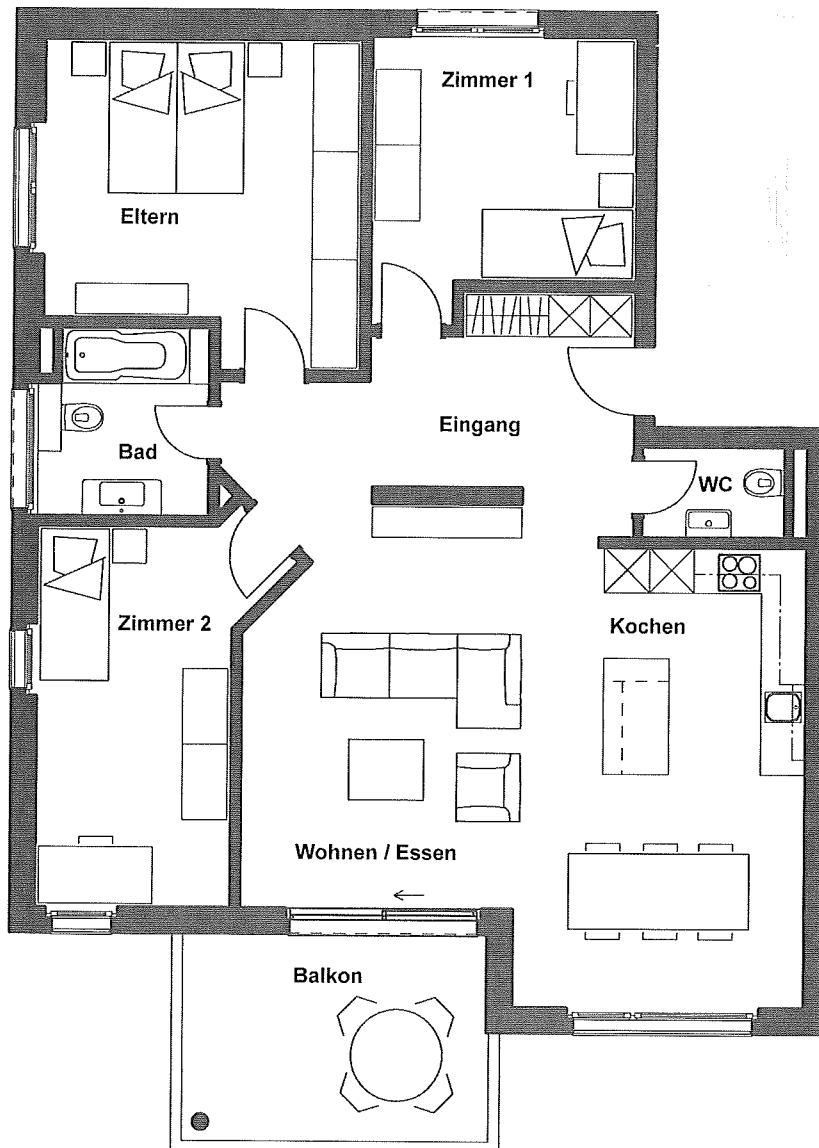 Zimmer 1
Eltern
Eingang
Bad
WC
Zimmer 2
Kochen
Wohnen / Essen
Balkon